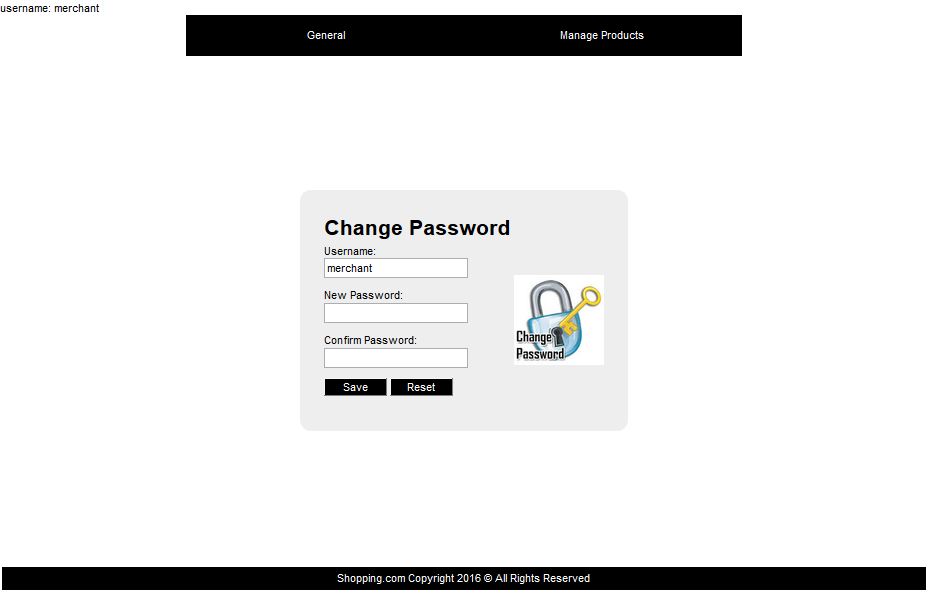 username: merchant
General Manage Products
Change Password
Username:
merchant
New Password:
Change
Password
Confirm Password:
Save Reset
Shopping.com Copyright 2016 © All Rights Reserved